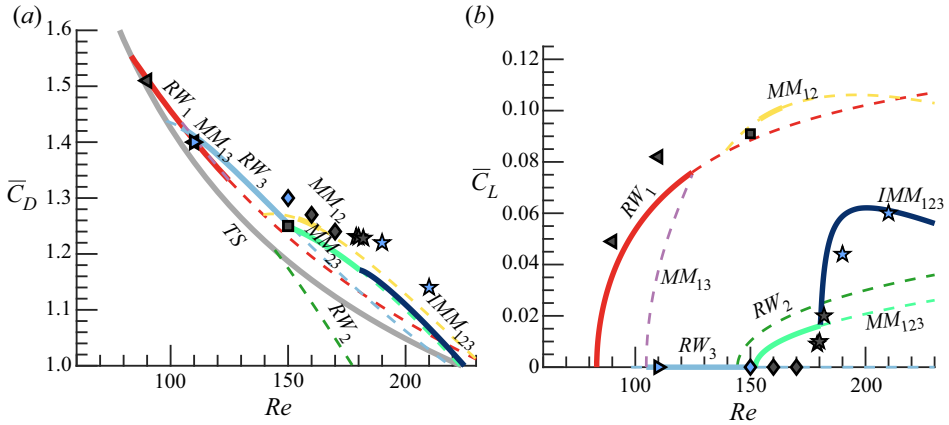 (a)
1.6
1.5
1.4
1.3
1.2
1.1
1.0
C̅_D
RW₁
MM₁₃
RW₃
MM₁₂
TS
MM₂₃
RW₂
IMM₁₂₃
100
150
200
Re
(b)
0.12
0.10
0.08
0.06
0.04
0.02
0
C̅_L
MM₁₂
RW₁
IMM₁₂₃
MM₁₃
RW₂
MM₁₂₃
RW₃
100
150
200
Re